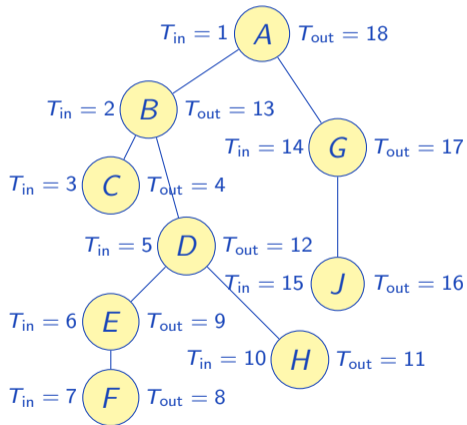 T_in = 1 A T_out = 18
T_in = 2 B T_out = 13
T_in = 14 G T_out = 17
T_in = 3 C T_out = 4
T_in = 5 D T_out = 12
T_in = 15 J T_out = 16
T_in = 6 E T_out = 9
T_in = 10 H T_out = 11
T_in = 7 F T_out = 8